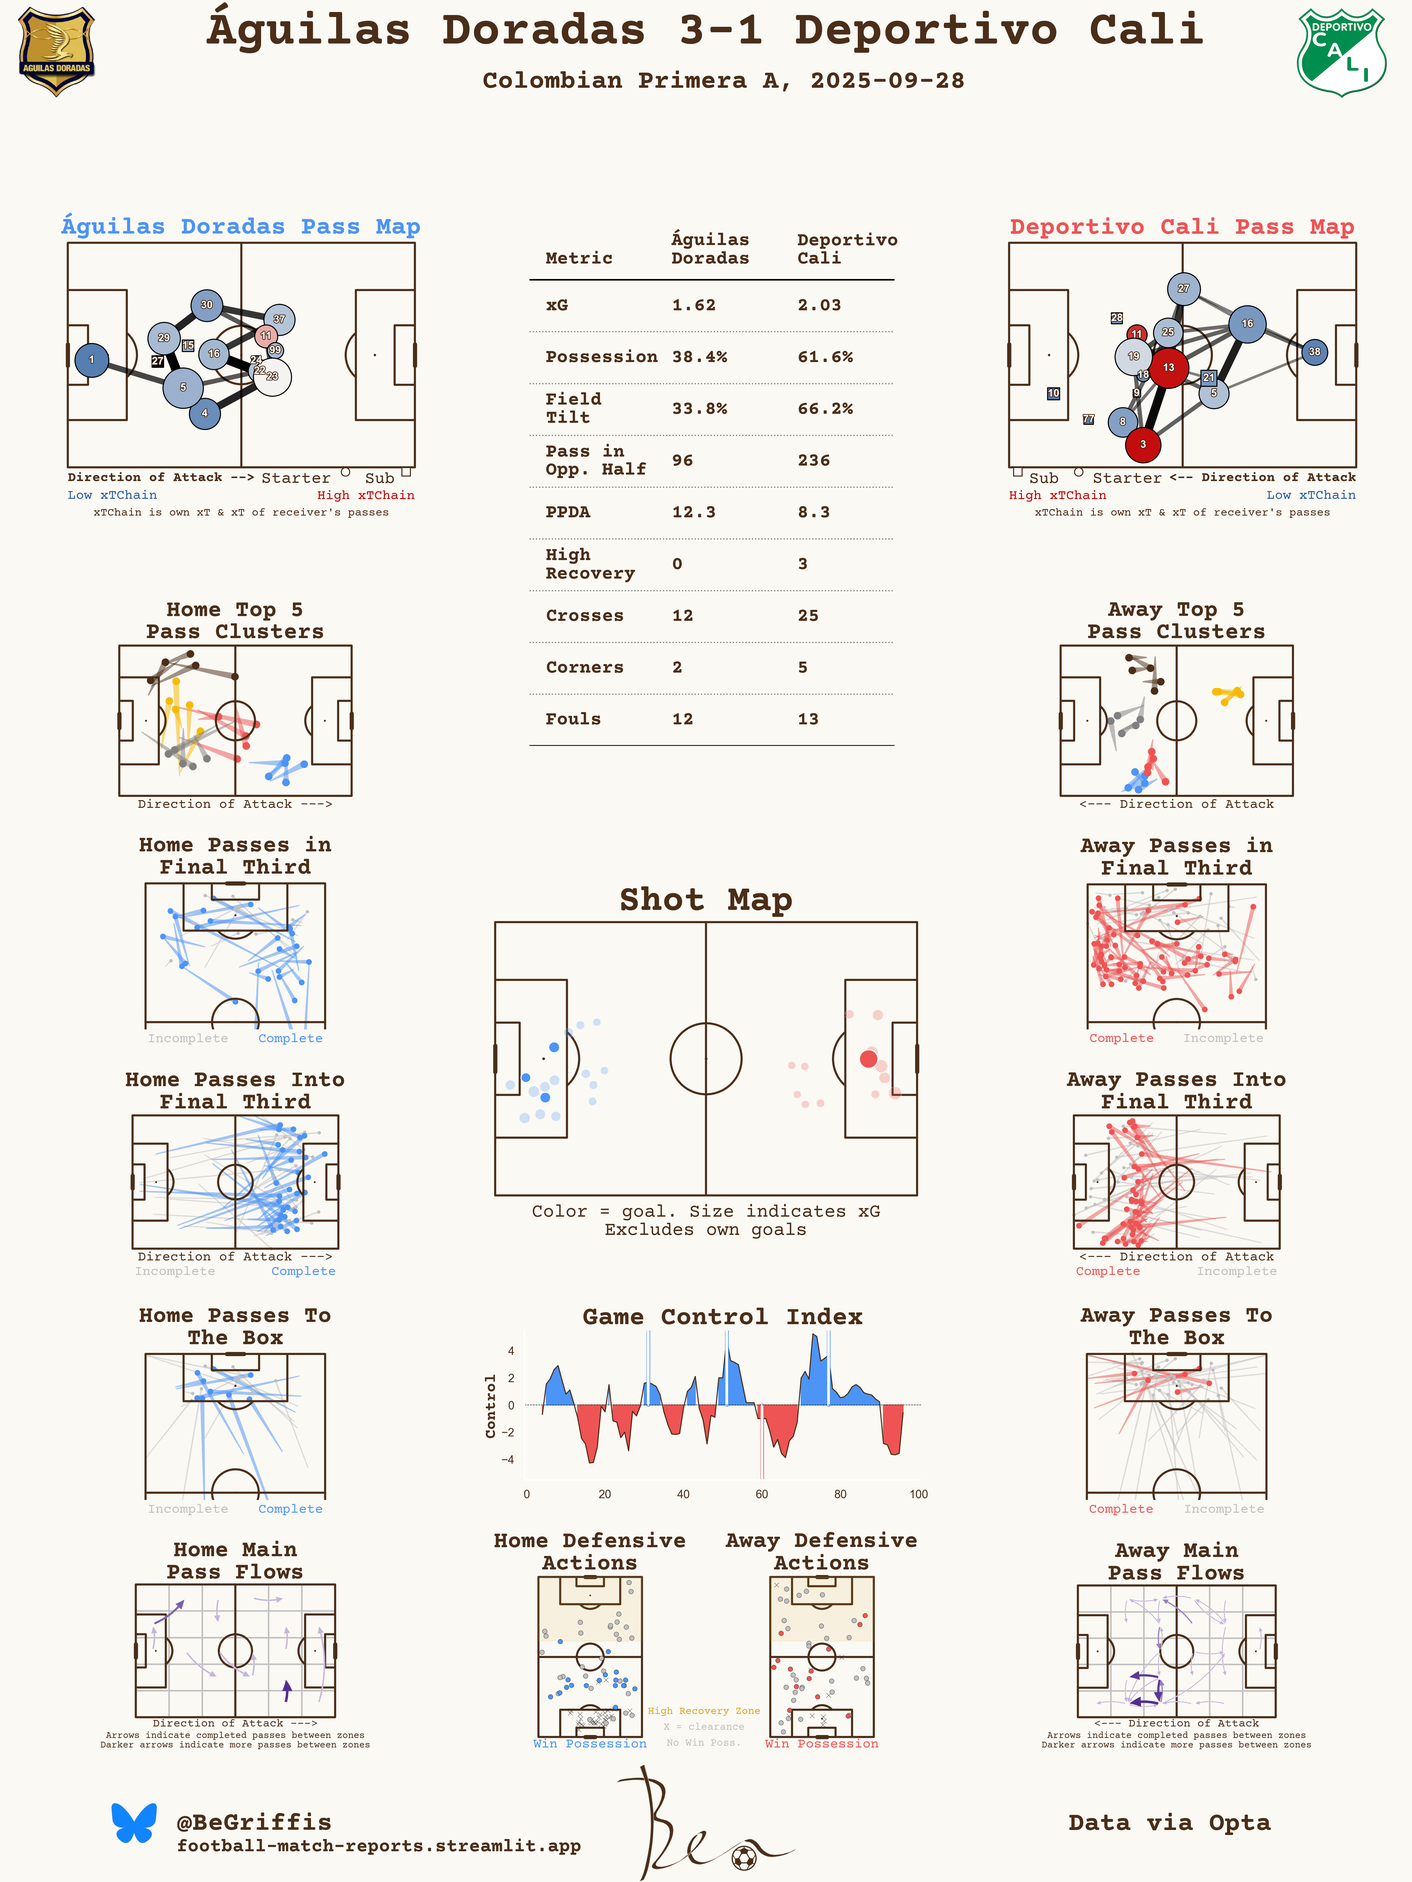 Águilas Doradas 3-1 Deportivo Cali
Colombian Primera A, 2025-09-28
AGUILAS DORADAS
DEPORTIVO
CALI
Águilas Doradas Pass Map
30
37
29
11
15
16
99
1
27
24
22
23
5
4
Direction of Attack --> Starter Sub
Low xTChain High xTChain
xTChain is own xT & xT of receiver's passes
Metric Águilas Doradas Deportivo Cali
xG 1.62 2.03
Possession 38.4% 61.6%
Field Tilt 33.8% 66.2%
Pass in Opp. Half 96 236
PPDA 12.3 8.3
High Recovery 0 3
Crosses 12 25
Corners 2 5
Fouls 12 13
Deportivo Cali Pass Map
27
28
16
11
25
19
38
13
18
21
10
9
5
77
8
3
Sub Starter <-- Direction of Attack
High xTChain Low xTChain
xTChain is own xT & xT of receiver's passes
Home Top 5
Pass Clusters
Direction of Attack --->
Away Top 5
Pass Clusters
<--- Direction of Attack
Home Passes in
Final Third
Incomplete Complete
Away Passes in
Final Third
Complete Incomplete
Shot Map
Color = goal. Size indicates xG
Excludes own goals
Home Passes Into
Final Third
Direction of Attack --->
Incomplete Complete
Away Passes Into
Final Third
<--- Direction of Attack
Complete Incomplete
Home Passes To
The Box
Incomplete Complete
Game Control Index
Control
4
2
0
−2
−4
0 20 40 60 80 100
Away Passes To
The Box
Complete Incomplete
Home Main
Pass Flows
Direction of Attack --->
Arrows indicate completed passes between zones
Darker arrows indicate more passes between zones
Home Defensive
Actions
Win Possession
High Recovery Zone
X = clearance
No Win Poss.
Away Defensive
Actions
Win Possession
Away Main
Pass Flows
<--- Direction of Attack
Arrows indicate completed passes between zones
Darker arrows indicate more passes between zones
@BeGriffis
football-match-reports.streamlit.app
Ben
Data via Opta